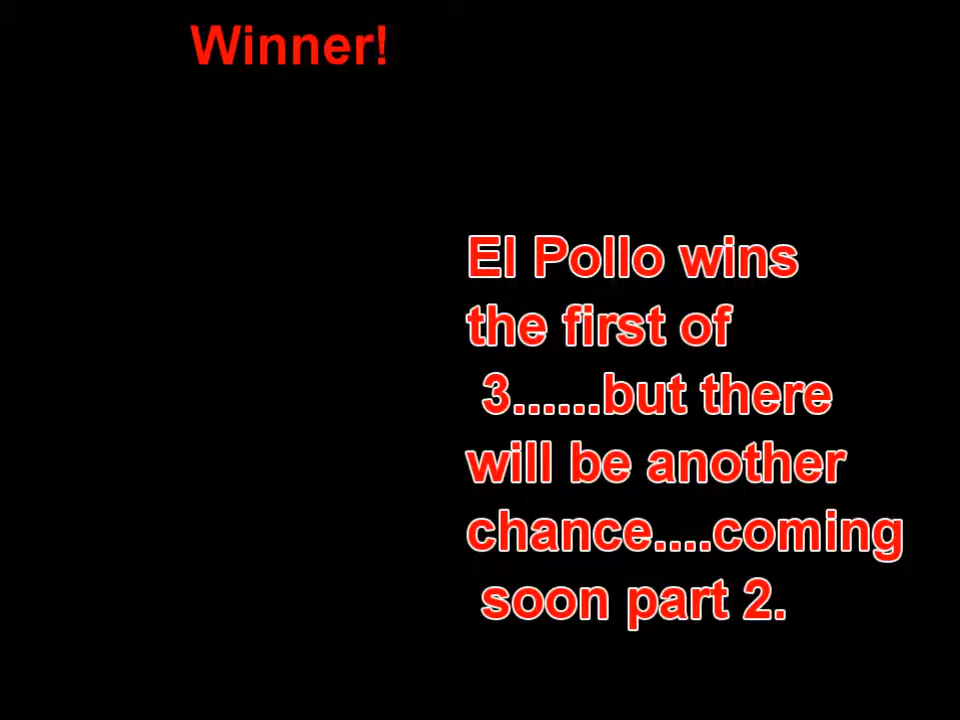 Winner!
El Pollo wins
the first of
3......but there
will be another
chance....coming
soon part 2.